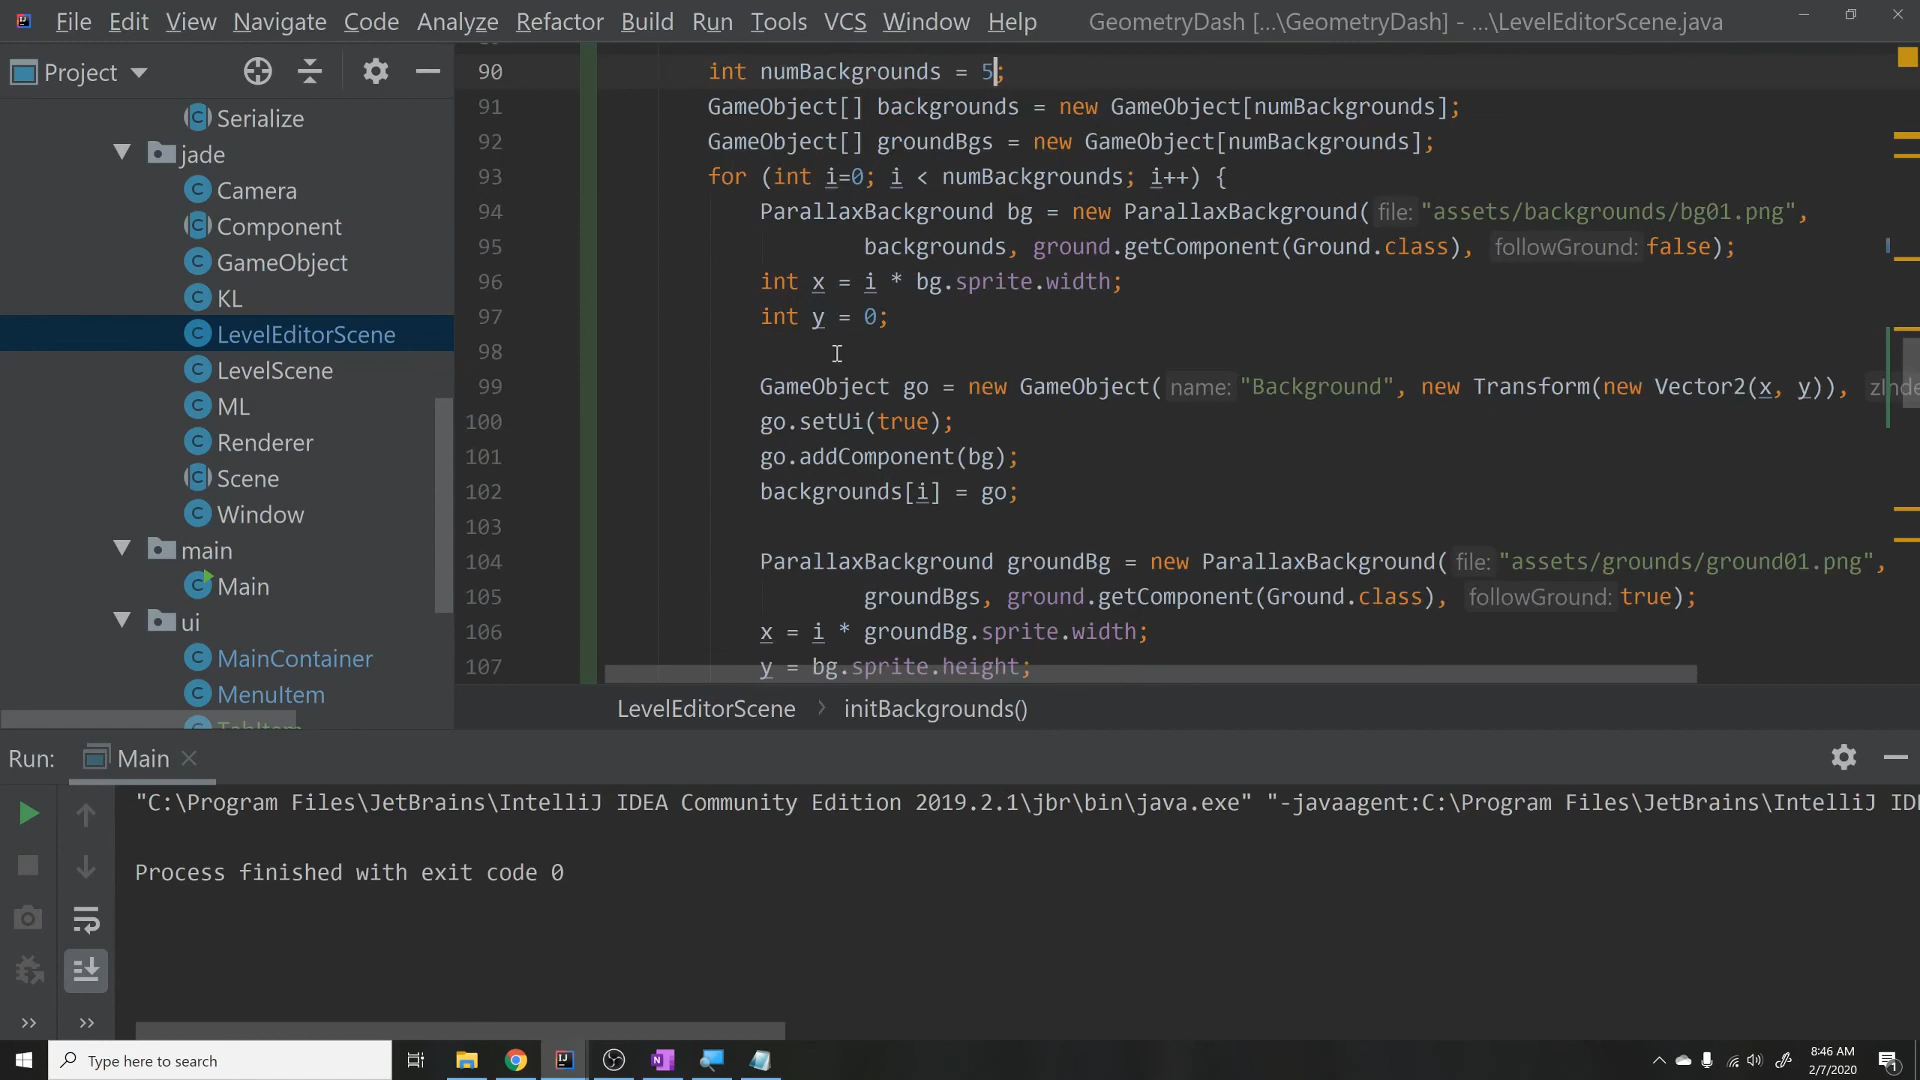 File Edit View Navigate Code Analyze Refactor Build Run Tools VCS Window Help GeometryDash [...\GeometryDash] - ...\LevelEditorScene.java
Project
Serialize
jade
Camera
Component
GameObject
KL
LevelEditorScene
LevelScene
ML
Renderer
Scene
Window
main
Main
ui
MainContainer
MenuItem
TabItem
90 int numBackgrounds = 5;
91 GameObject[] backgrounds = new GameObject[numBackgrounds];
92 GameObject[] groundBgs = new GameObject[numBackgrounds];
93 for (int i=0; i < numBackgrounds; i++) {
94 ParallaxBackground bg = new ParallaxBackground( file: "assets/backgrounds/bg01.png",
95 backgrounds, ground.getComponent(Ground.class), followGround: false);
96 int x = i * bg.sprite.width;
97 int y = 0;
98
99 GameObject go = new GameObject( name: "Background", new Transform(new Vector2(x, y)), zInde
100 go.setUi(true);
101 go.addComponent(bg);
102 backgrounds[i] = go;
103
104 ParallaxBackground groundBg = new ParallaxBackground( file: "assets/grounds/ground01.png",
105 groundBgs, ground.getComponent(Ground.class), followGround: true);
106 x = i * groundBg.sprite.width;
107 y = bg.sprite.height;
LevelEditorScene > initBackgrounds()
Run: Main
"C:\Program Files\JetBrains\IntelliJ IDEA Community Edition 2019.2.1\jbr\bin\java.exe" "-javaagent:C:\Program Files\JetBrains\IntelliJ ID
Process finished with exit code 0
Type here to search
8:46 AM
2/7/2020